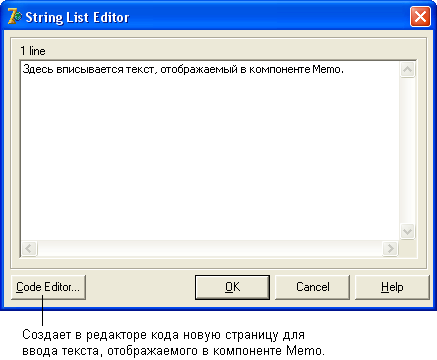 String List Editor
1 line
Здесь вписывается текст, отображаемый в компоненте Memo.
Code Editor...
OK
Cancel
Help
Создает в редакторе кода новую страницу для
ввода текста, отображаемого в компоненте Memo.